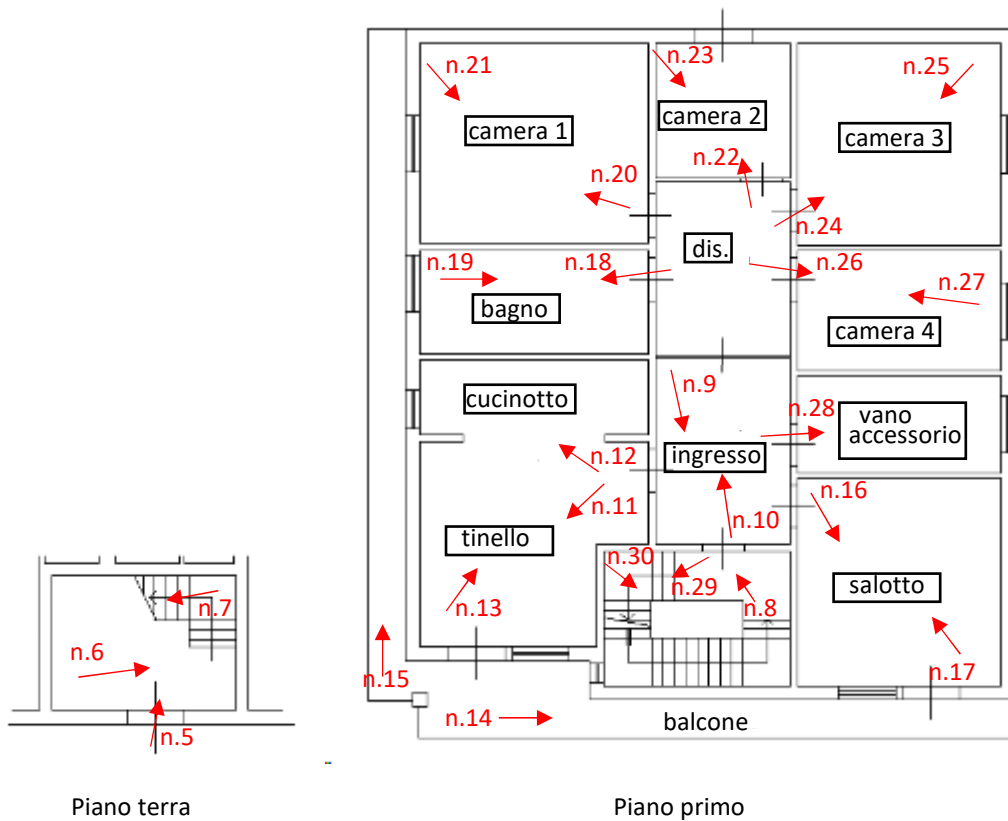 n.21
n.23
n.25
camera 1
camera 2
camera 3
n.22
n.20
n.24
dis.
n.19
n.18
n.26
n.27
bagno
camera 4
n.9
cucinotto
n.28
vano
accessorio
n.12
ingresso
n.16
n.11
n.10
tinello
n.30
n.29
n.8
salotto
n.7
n.13
n.6
n.17
n.15
n.14
balcone
n.5
Piano terra
Piano primo